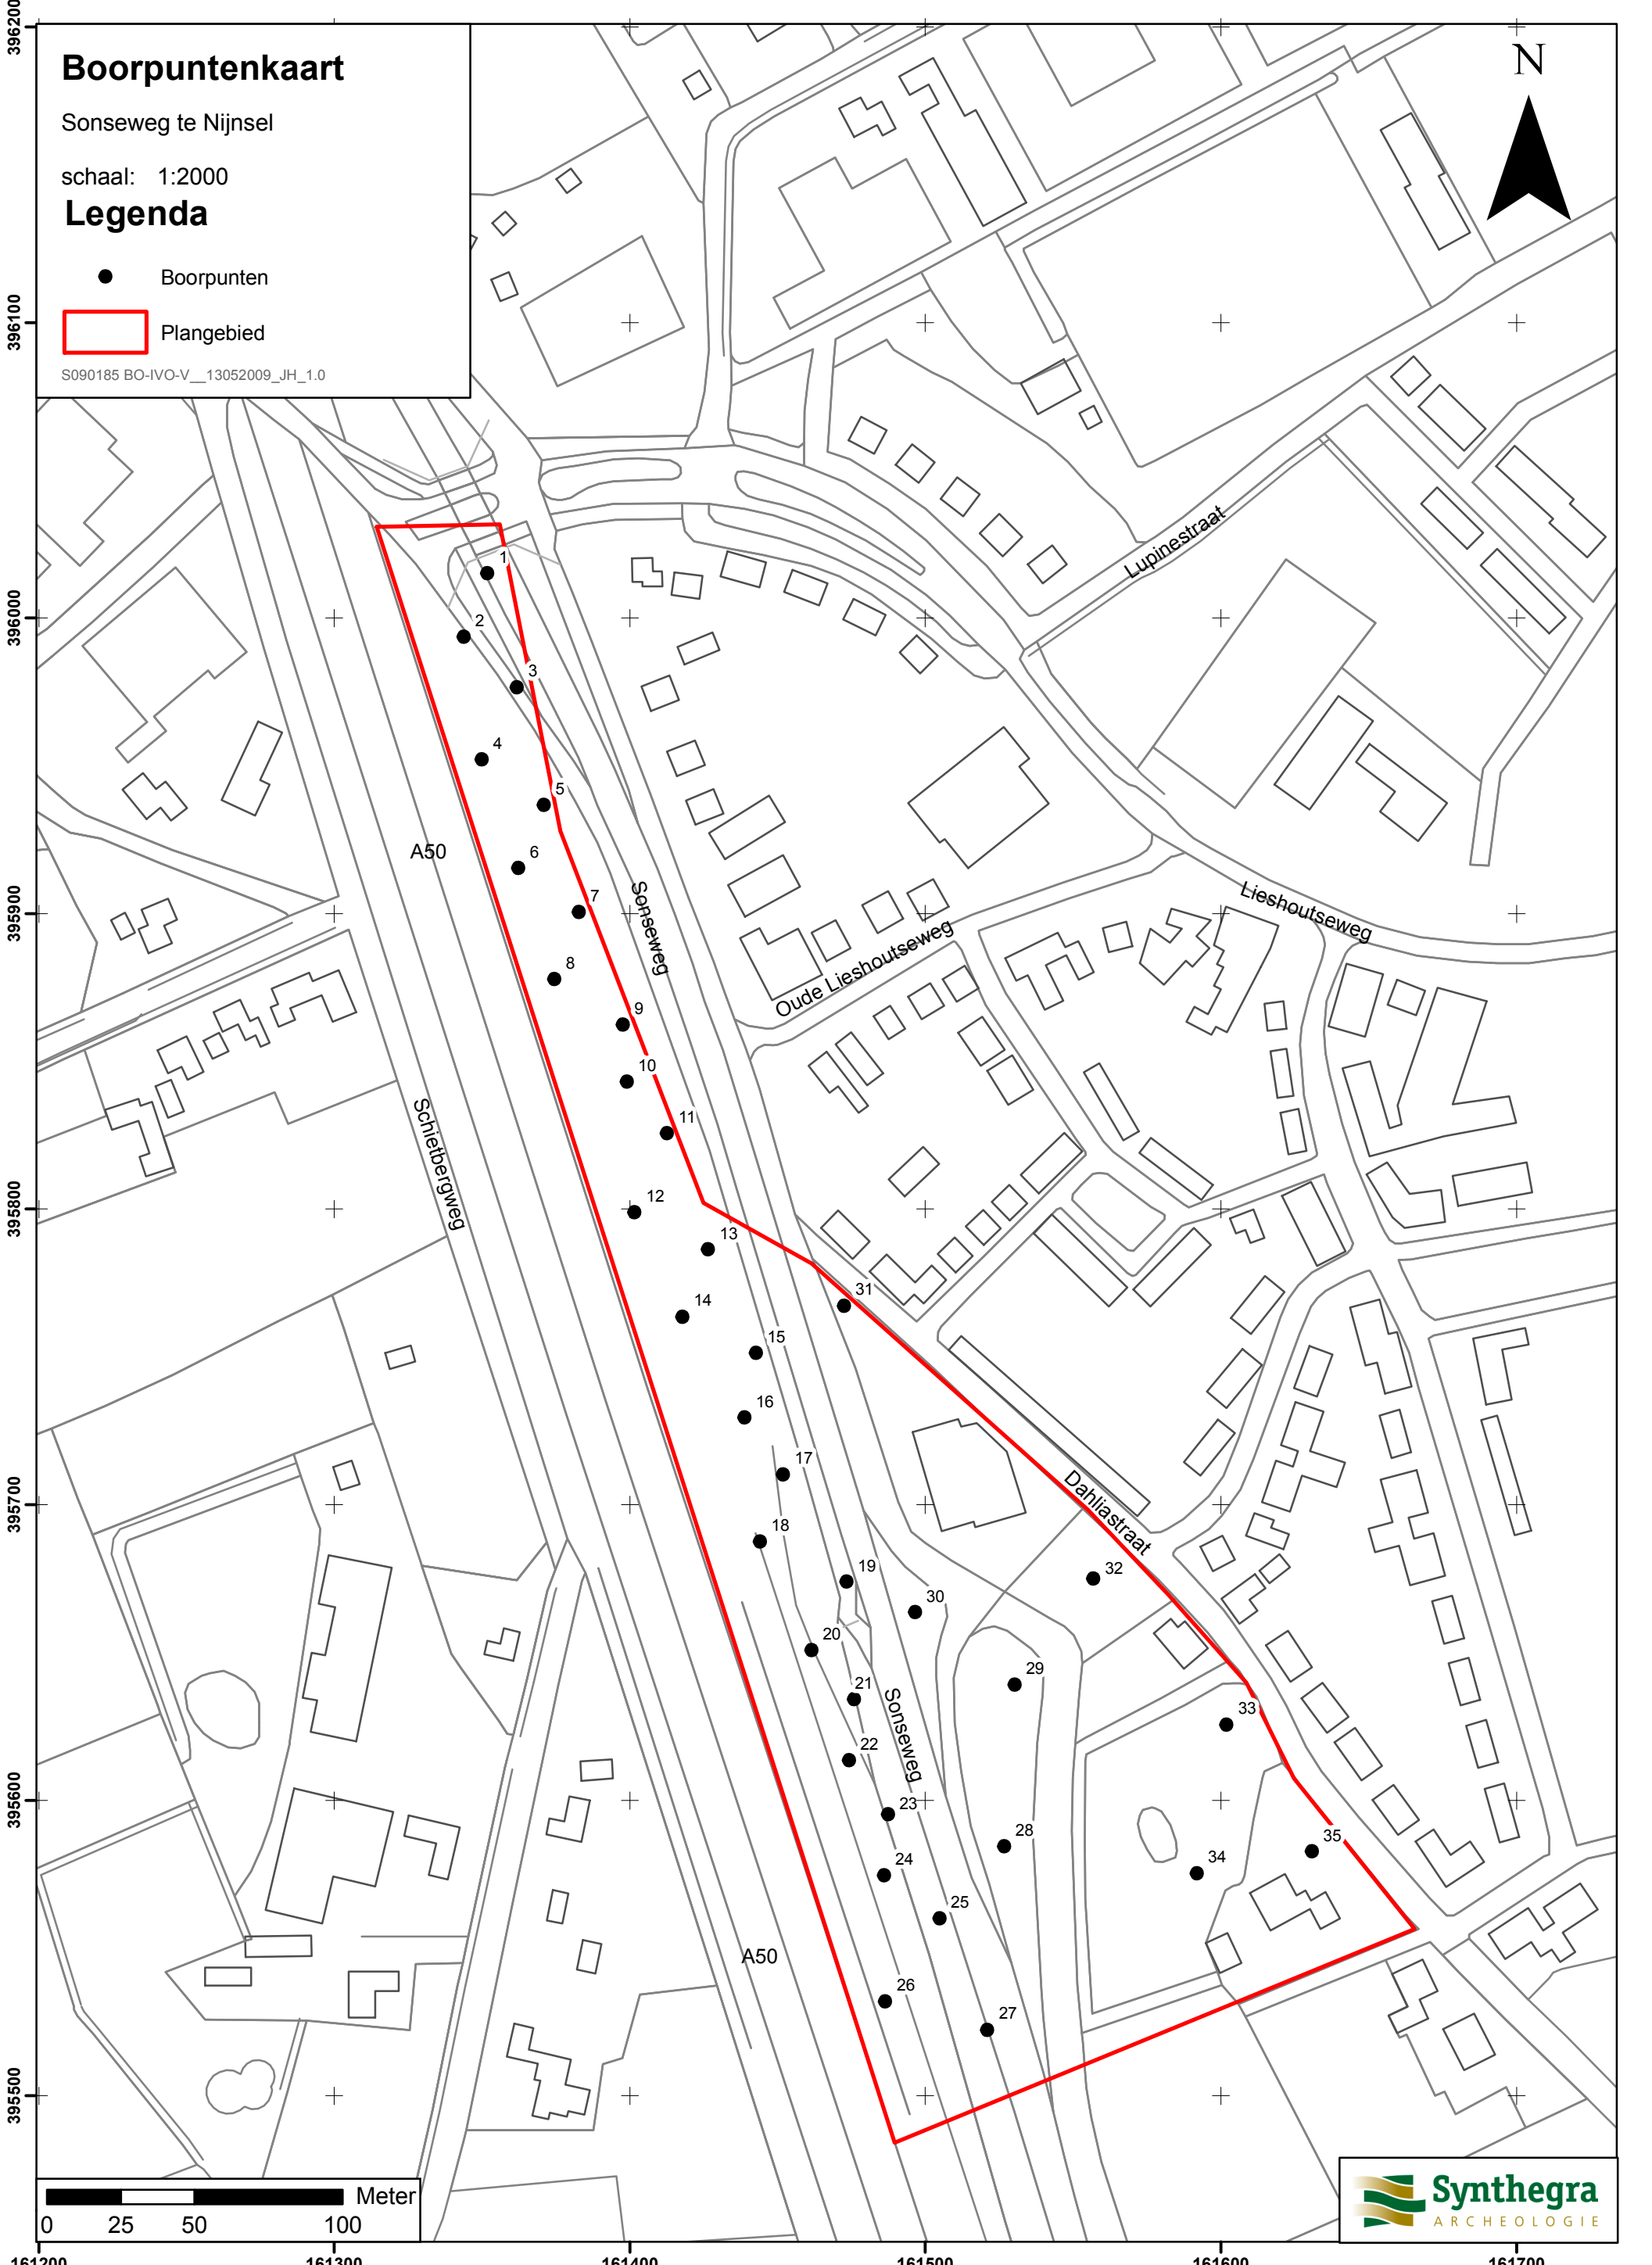 Boorpuntenkaart
Sonseweg te Nijnsel
schaal: 1:2000
Legenda
Boorpunten
Plangebied
S090185 BO-IVO-V__13052009_JH_1.0
N
396200
396100
396000
395900
395800
395700
395600
395500
Lupinestraat
1
2
3
4
5
A50
6
7
Sonseweg
Lieshoutseweg
Oude Lieshoutseweg
8
9
10
11
Schietbergweg
12
13
31
14
15
16
17
Dahliastraat
18
19
32
30
20
29
21
33
Sonseweg
22
23
28
35
24
34
25
A50
26
27
Meter
0 25 50 100
Synthegra
ARCHEOLOGIE
161200 161300 161400 161500 161600 161700